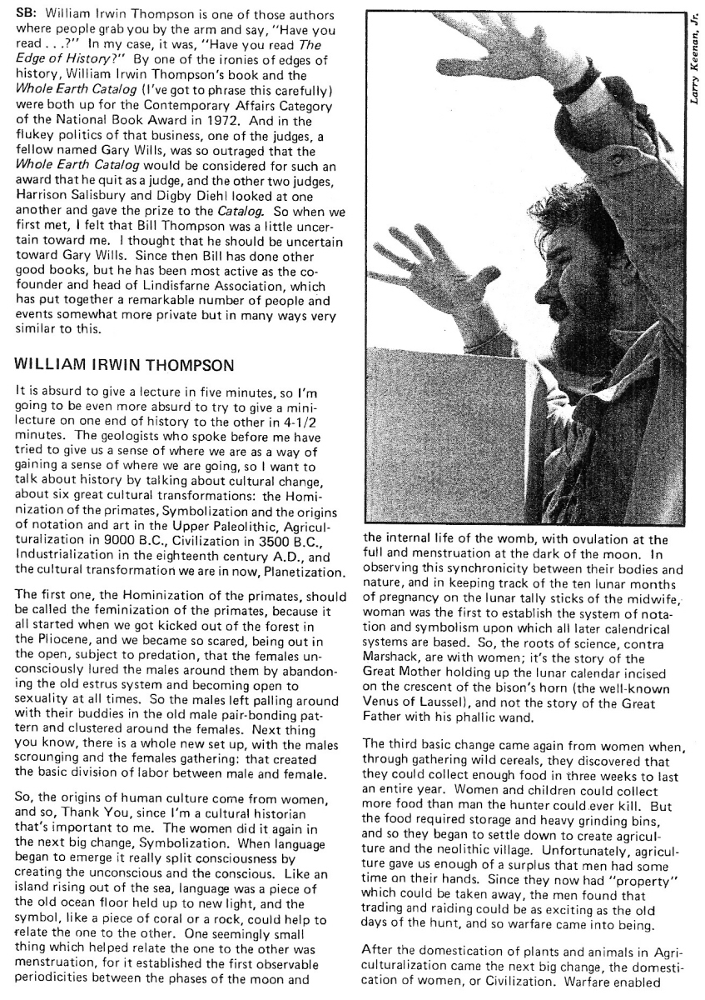 SB: William Irwin Thompson is one of those authors
where people grab you by the arm and say, "Have you
read . . .?" In my case, it was, "Have you read The
Edge of History?" By one of the ironies of edges of
history, William Irwin Thompson's book and the
Whole Earth Catalog (I've got to phrase this carefully)
were both up for the Contemporary Affairs Category
of the National Book Award in 1972. And in the
flukey politics of that business, one of the judges, a
fellow named Gary Wills, was so outraged that the
Whole Earth Catalog would be considered for such an
award that he quit as a judge, and the other two judges,
Harrison Salisbury and Digby Diehl looked at one
another and gave the prize to the Catalog. So when we
first met, I felt that Bill Thompson was a little uncer-
tain toward me. I thought that he should be uncertain
toward Gary Wills. Since then Bill has done other
good books, but he has been most active as the co-
founder and head of Lindisfarne Association, which
has put together a remarkable number of people and
events somewhat more private but in many ways very
similar to this.
WILLIAM IRWIN THOMPSON
It is absurd to give a lecture in five minutes, so I'm
going to be even more absurd to try to give a mini-
lecture on one end of history to the other in 4-1/2
minutes. The geologists who spoke before me have
tried to give us a sense of where we are as a way of
gaining a sense of where we are going, so I want to
talk about history by talking about cultural change,
about six great cultural transformations: the Homi-
nization of the primates, Symbolization and the origins
of notation and art in the Upper Paleolithic, Agricul-
turalization in 9000 B.C., Civilization in 3500 B.C.,
Industrialization in the eighteenth century A.D., and
the cultural transformation we are in now, Planetization.
The first one, the Hominization of the primates, should
be called the feminization of the primates, because it
all started when we got kicked out of the forest in
the Pliocene, and we became so scared, being out in
the open, subject to predation, that the females un-
consciously lured the males around them by abandon-
ing the old estrus system and becoming open to
sexuality at all times. So the males left palling around
with their buddies in the old male pair-bonding pat-
tern and clustered around the females. Next thing
you know, there is a whole new set up, with the males
scrounging and the females gathering: that created
the basic division of labor between male and female.
So, the origins of human culture come from women,
and so, Thank You, since I'm a cultural historian
that's important to me. The women did it again in
the next big change, Symbolization. When language
began to emerge it really split consciousness by
creating the unconscious and the conscious. Like an
island rising out of the sea, language was a piece of
the old ocean floor held up to new light, and the
symbol, like a piece of coral or a rock, could help to
relate the one to the other. One seemingly small
thing which helped relate the one to the other was
menstruation, for it established the first observable
periodicities between the phases of the moon and
Larry Keenan, Jr.
the internal life of the womb, with ovulation at the
full and menstruation at the dark of the moon. In
observing this synchronicity between their bodies and
nature, and in keeping track of the ten lunar months
of pregnancy on the lunar tally sticks of the midwife,
woman was the first to establish the system of nota-
tion and symbolism upon which all later calendrical
systems are based. So, the roots of science, contra
Marshack, are with women; it's the story of the
Great Mother holding up the lunar calendar incised
on the crescent of the bison's horn (the well-known
Venus of Laussel), and not the story of the Great
Father with his phallic wand.
The third basic change came again from women when,
through gathering wild cereals, they discovered that
they could collect enough food in three weeks to last
an entire year. Women and children could collect
more food than man the hunter could ever kill. But
the food required storage and heavy grinding bins,
and so they began to settle down to create agricul-
ture and the neolithic village. Unfortunately, agricul-
ture gave us enough of a surplus that men had some
time on their hands. Since they now had "property"
which could be taken away, the men found that
trading and raiding could be as exciting as the old
days of the hunt, and so warfare came into being.
After the domestication of plants and animals in Agri-
culturalization came the next big change, the domesti-
cation of women, or Civilization. Warfare enabled